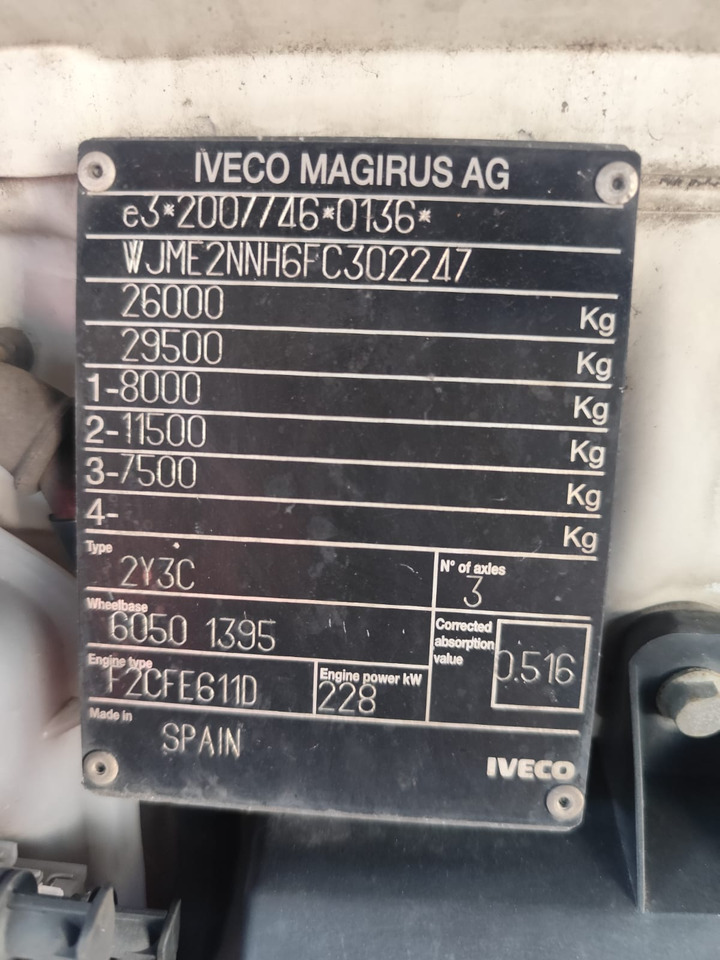 IVECO MAGIRUS AG
e3*2007/46*0136*
WJME2NNH6FC302247
26000 Kg
29500 Kg
1-8000 Kg
2-11500 Kg
3-7500 Kg
4- Kg
Type 2Y3C
N° of axles 3
Wheelbase 6050 1395
Corrected absorption value 0.516
Engine type F2CFE611D
Engine power kW 228
Made in SPAIN
IVECO